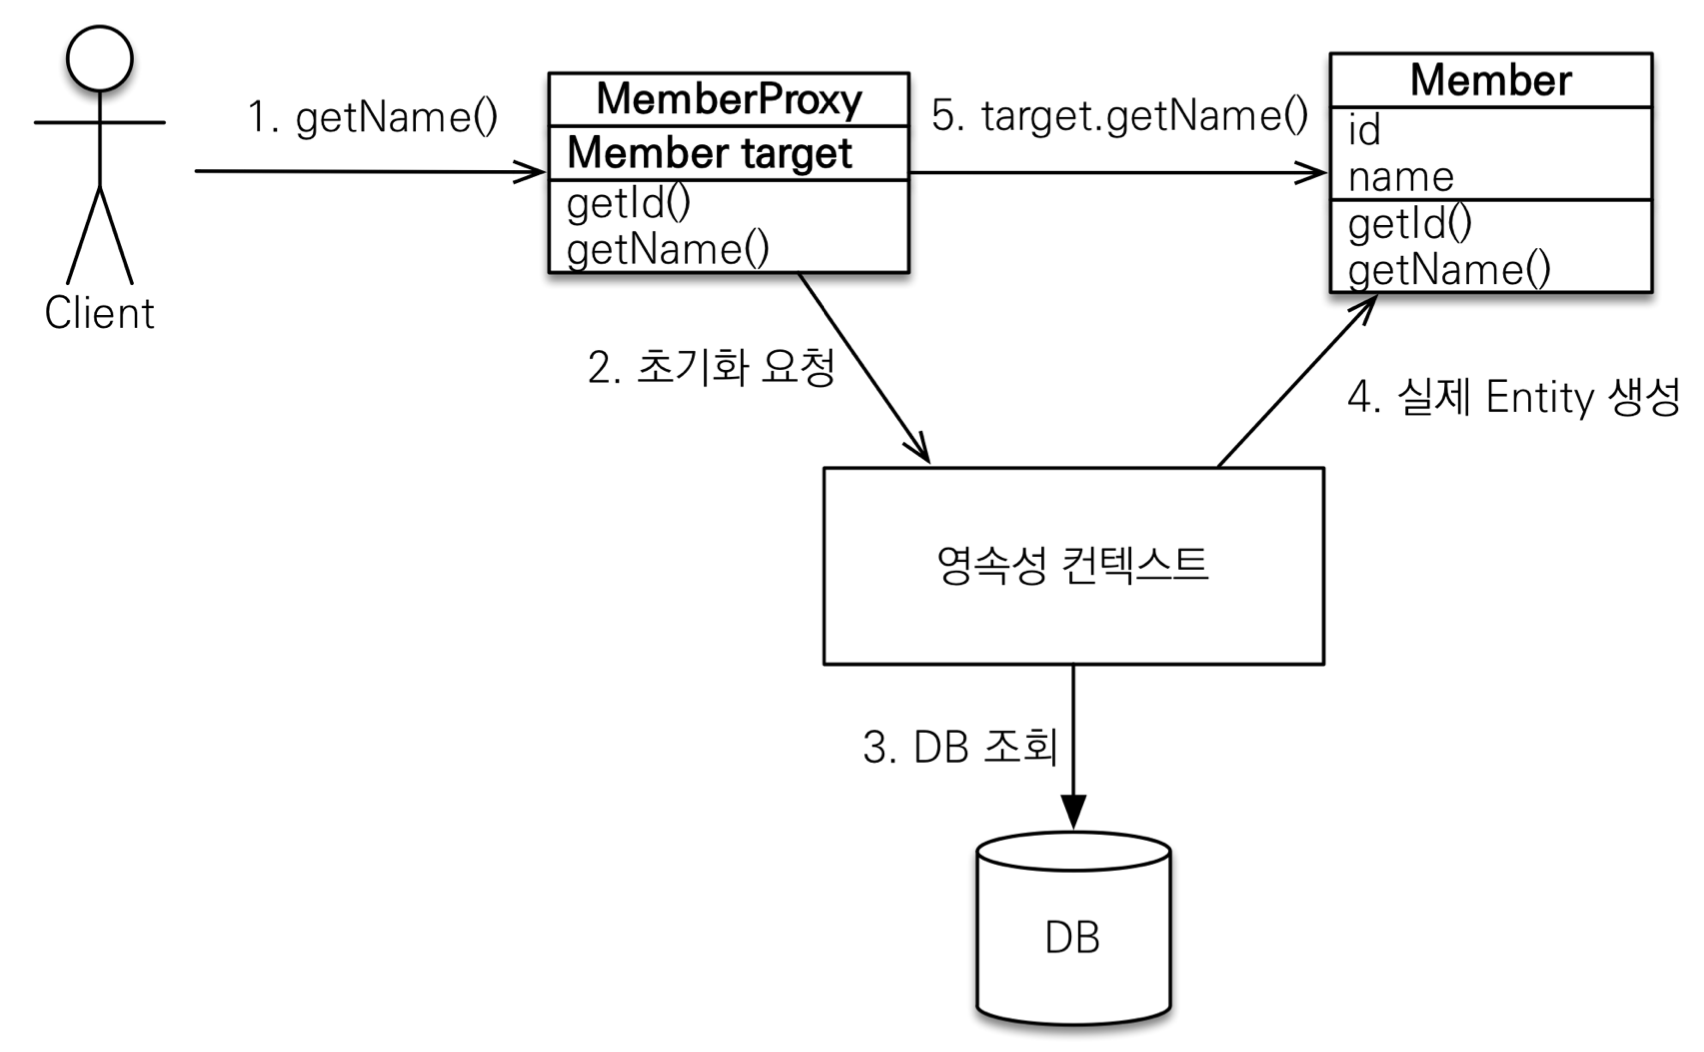 1. getName()
Client
MemberProxy
Member target
getId()
getName()
5. target.getName()
Member
id
name
getId()
getName()
2. 초기화 요청
4. 실제 Entity 생성
영속성 컨텍스트
3. DB 조회
DB